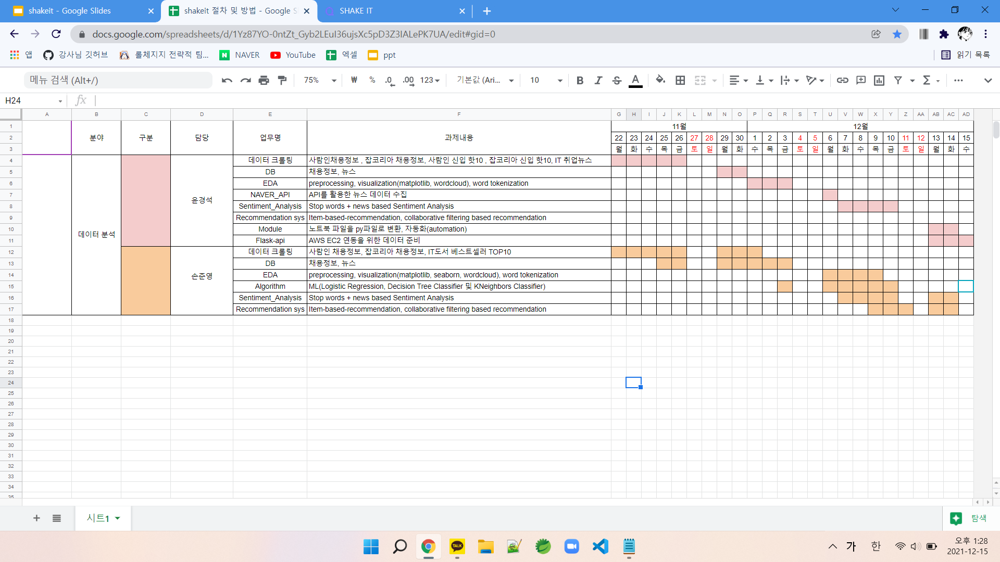 shakeit - Google Slides
shakeit 절차 및 방법 - Google S
SHAKE IT
docs.google.com/spreadsheets/d/1Yz87YO-0ntZt_Gyb2LEuI36ujsXc5pD3Z3IALePK7UA/edit#gid=0
앱 강사님 깃허브 롤체지지 전략적 팀... NAVER YouTube 엑셀 ppt 읽기 목록
메뉴 검색 (Alt+/) 75% ₩ % .0 .00 123 기본값 (Ari... 10 B I S A
H24 fx
A B C D E F G H I J K L M N O P Q R S T U V W X Y Z AA AB AC AD
1 11월 12월
2 분야 구분 담당 업무명 과제내용 22 23 24 25 26 27 28 29 30 1 2 3 4 5 6 7 8 9 10 11 12 13 14 15
3 월 화 수 목 금 토 일 월 화 수 목 금 토 일 월 화 수 목 금 토 일 월 화 수
4 데이터 크롤링 사람인채용정보 , 잡코리아 채용정보, 사람인 신입 핫10 , 잡코리아 신입 핫10, IT 취업뉴스
5 DB 채용정보, 뉴스
6 EDA preprocessing, visualization(matplotlib, wordcloud), word tokenization
7 NAVER_API API를 활용한 뉴스 데이터 수집
윤경석
8 Sentiment_Analysis Stop words + news based Sentiment Analysis
9 Recommendation sys Item-based-recommendation, collaborative filtering based recommendation
10 Module 노트북 파일을 py파일로 변환, 자동화(automation)
데이터 분석
11 Flask-api AWS EC2 연동을 위한 데이터 준비
12 데이터 크롤링 사람인 채용정보, 잡코리아 채용정보, IT도서 베스트셀러 TOP10
13 DB 채용정보, 뉴스
14 손준영 EDA preprocessing, visualization(matplotlib, seaborn, wordcloud), word tokenization
15 Algorithm ML(Logistic Regression, Decision Tree Classifier 및 KNeighbors Classifier)
16 Sentiment_Analysis Stop words + news based Sentiment Analysis
17 Recommendation sys Item-based-recommendation, collaborative filtering based recommendation
18
19
20
21
22
23
24
25
26
27
28
29
30
31
32
33
34
35
시트1 탐색
TALK
가 한 오후 1:28
2021-12-15